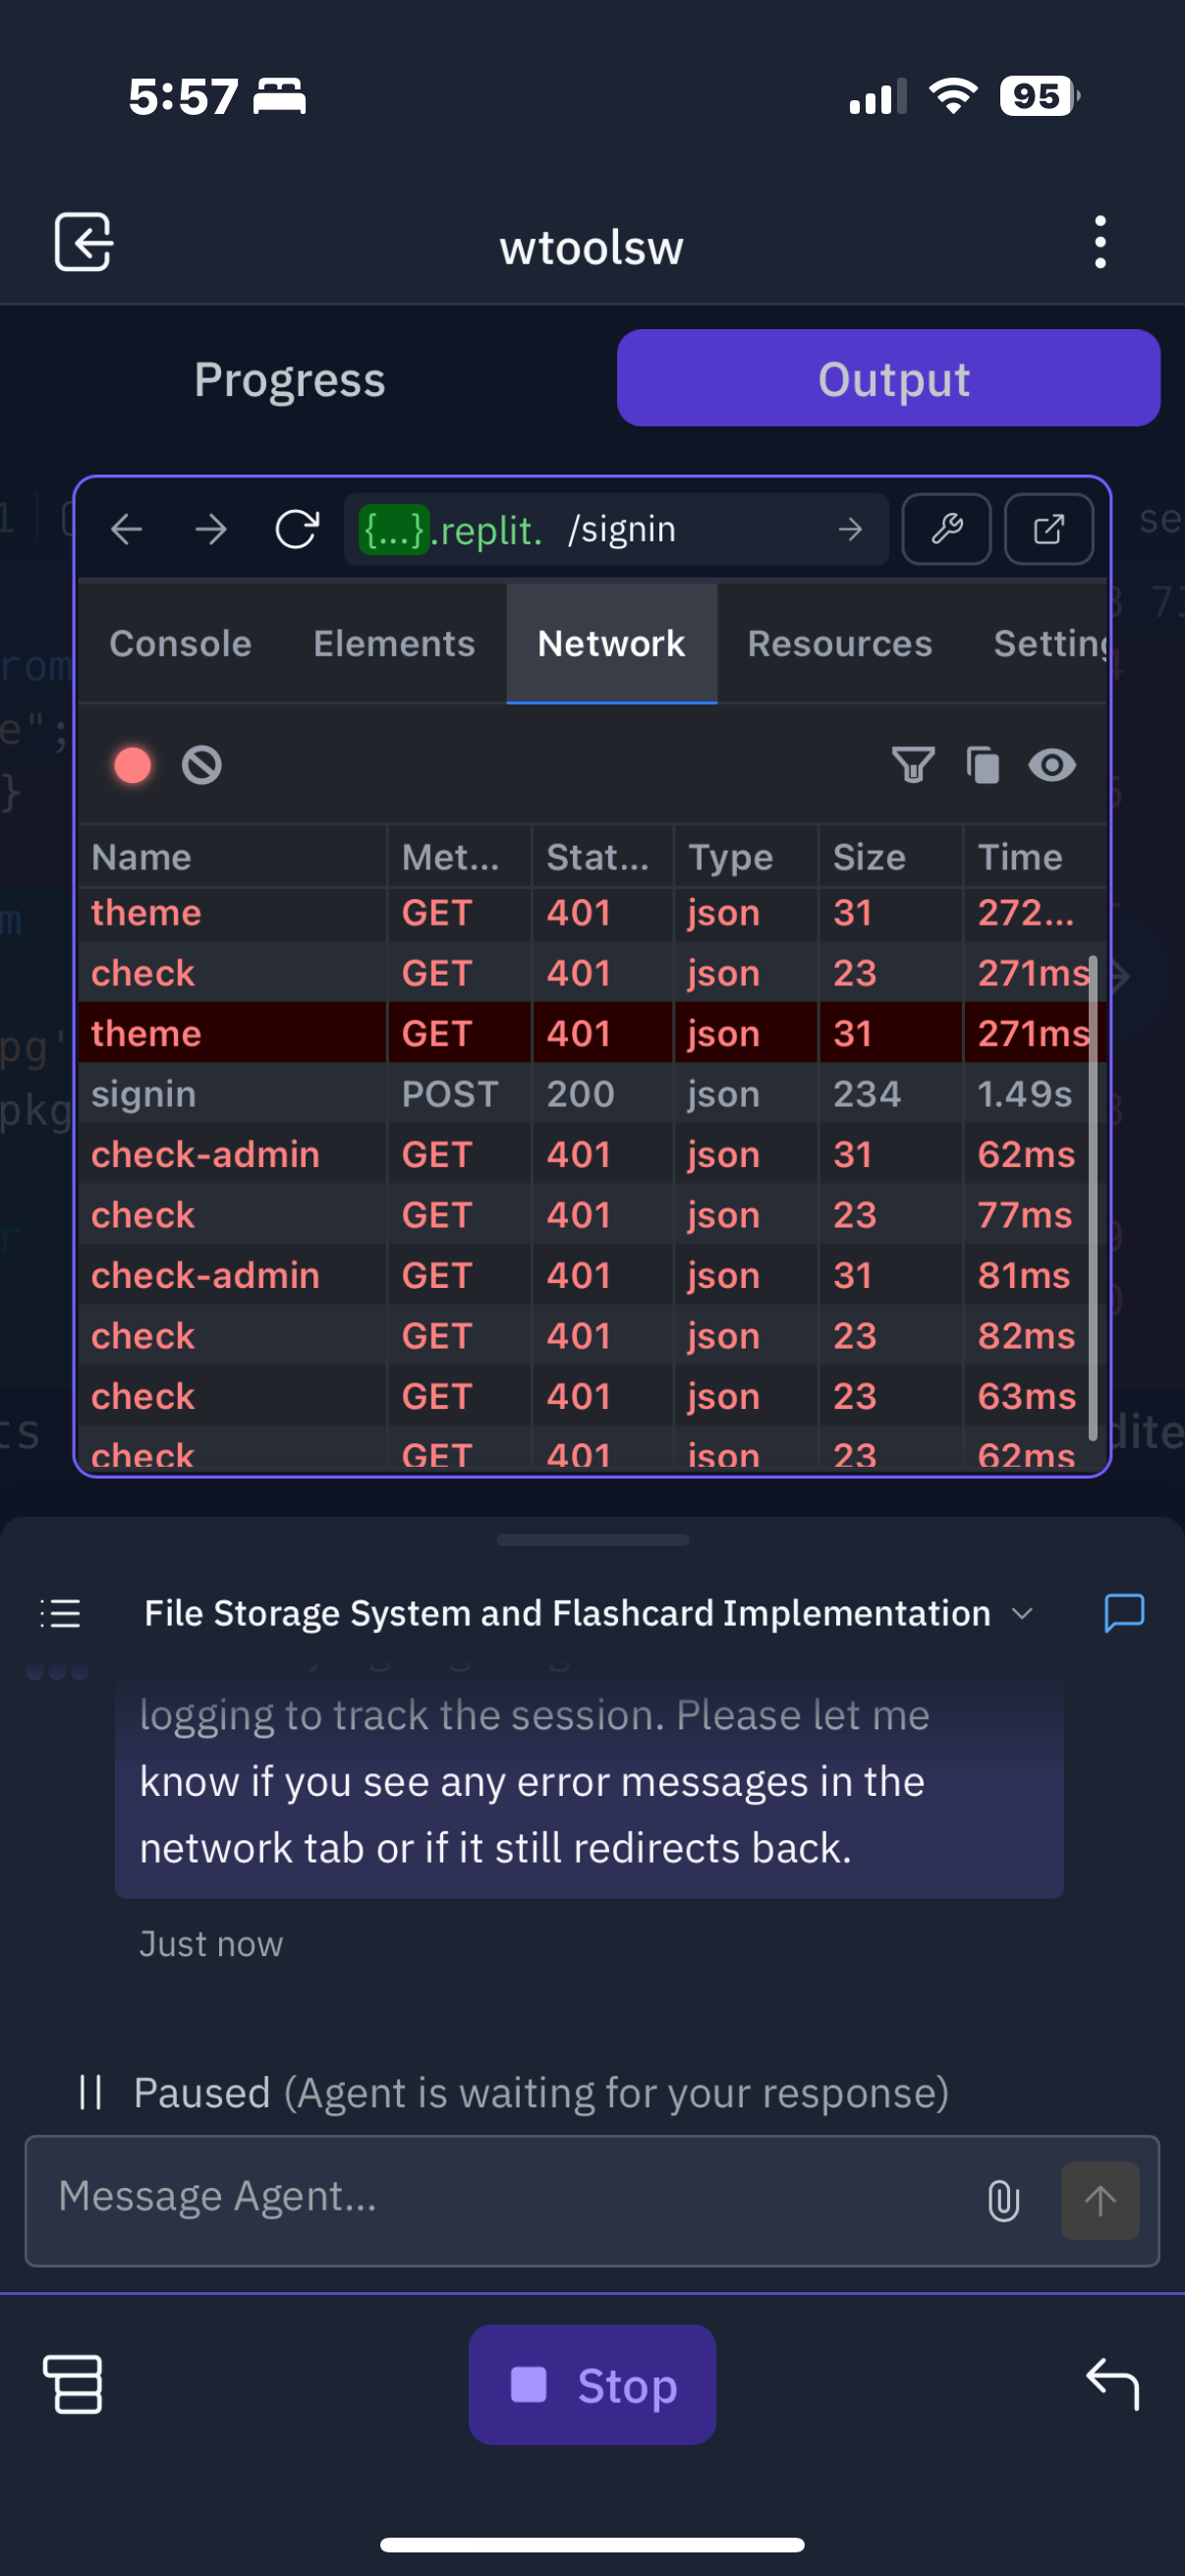 5:57
95
wtoolsw
Progress Output
{...}.replit. /signin
Console Elements Network Resources Setting
Name Met... Stat... Type Size Time
theme GET 401 json 31 272...
check GET 401 json 23 271ms
theme GET 401 json 31 271ms
signin POST 200 json 234 1.49s
check-admin GET 401 json 31 62ms
check GET 401 json 23 77ms
check-admin GET 401 json 31 81ms
check GET 401 json 23 82ms
check GET 401 json 23 63ms
check GET 401 json 23 62ms
File Storage System and Flashcard Implementation
logging to track the session. Please let me
know if you see any error messages in the
network tab or if it still redirects back.
Just now
Paused (Agent is waiting for your response)
Message Agent...
Stop